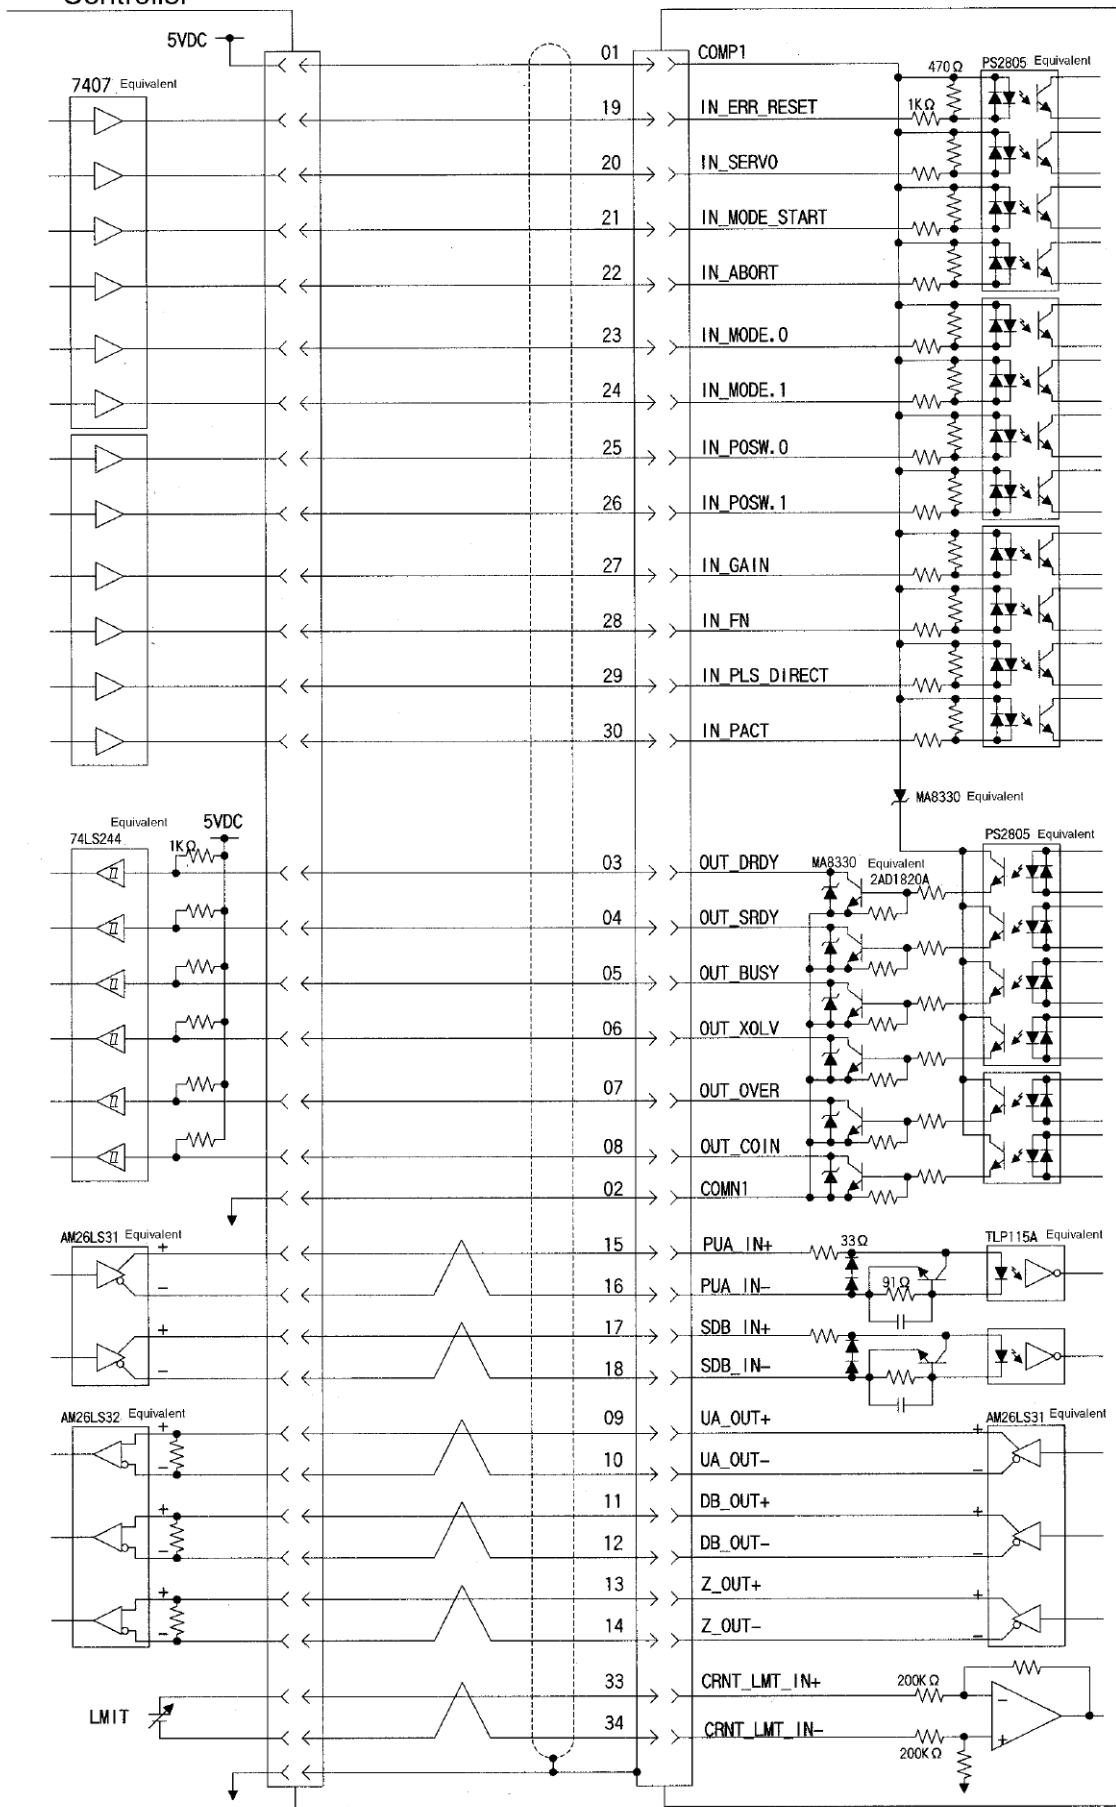 Controller
5VDC
01 COMP1
470Ω PS2805 Equivalent
7407 Equivalent
19 IN_ERR_RESET 1KΩ
20 IN_SERVO
21 IN_MODE_START
22 IN_ABORT
23 IN_MODE.0
24 IN_MODE.1
25 IN_POSW.0
26 IN_POSW.1
27 IN_GAIN
28 IN_FN
29 IN_PLS_DIRECT
30 IN_PACT
MA8330 Equivalent
Equivalent 5VDC
74LS244 1KΩ
PS2805 Equivalent
03 OUT_DRDY MA8330 Equivalent
2AD1820A
04 OUT_SRDY
05 OUT_BUSY
06 OUT_XOLV
07 OUT_OVER
08 OUT_COIN
02 COMN1
AM26LS31 Equivalent
+ 15 PUA_IN+ 33Ω TLP115A Equivalent
− 16 PUA_IN− 91Ω
+ 17 SDB_IN+
− 18 SDB_IN−
AM26LS32 Equivalent
AM26LS31 Equivalent
+ 09 UA_OUT+ +
− 10 UA_OUT− −
+ 11 DB_OUT+ +
− 12 DB_OUT− −
+ 13 Z_OUT+ +
− 14 Z_OUT− −
33 CRNT_LMT_IN+ 200KΩ −
LMIT
34 CRNT_LMT_IN− +
200KΩ